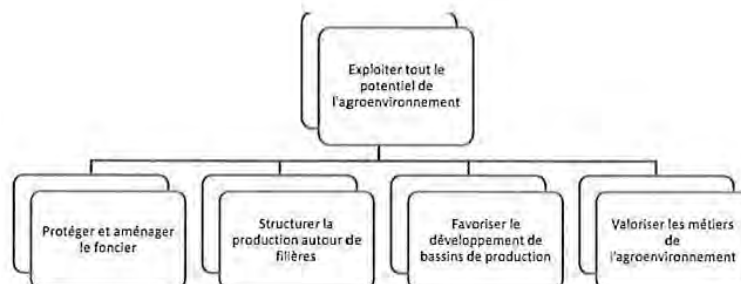 Exploiter tout le
potentiel de
l'agroenvironnement
Protéger et aménager
le foncier
Structurer la
production autour de
filières
Favoriser le
développement de
bassins de production
Valoriser les métiers
de
l'agroenvironnement